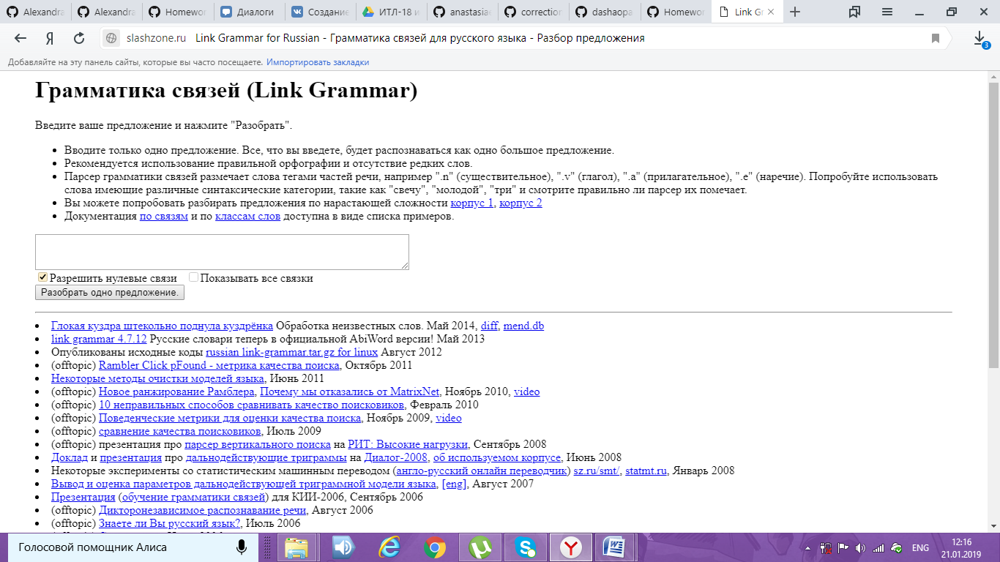 Alexandra Alexandra Homewor Диалоги Создание ИТЛ-18 и anastasiae correction dashaopa Homewor Link Gr
slashzone.ru Link Grammar for Russian - Грамматика связей для русского языка - Разбор предложения
3
Добавляйте на эту панель сайты, которые вы часто посещаете. Импортировать закладки
Грамматика связей (Link Grammar)
Введите ваше предложение и нажмите "Разобрать".
• Вводите только одно предложение. Все, что вы введете, будет распознаваться как одно большое предложение.
• Рекомендуется использование правильной орфографии и отсутствие редких слов.
• Парсер грамматики связей размечает слова тегами частей речи, например ".n" (существительное), ".v" (глагол), ".a" (прилагательное), ".e" (наречие). Попробуйте использовать
слова имеющие различные синтаксические категории, такие как "свечу", "молодой", "три" и смотрите правильно ли парсер их помечает.
• Вы можете попробовать разбирать предложения по нарастающей сложности корпус 1, корпус 2
• Документация по связям и по классам слов доступна в виде списка примеров.
Разрешить нулевые связи Показывать все связки
Разобрать одно предложение.
• Глокая куздра штекольно поднула куздрёнка Обработка неизвестных слов. Май 2014, diff, mend.db
• link grammar 4.7.12 Русские словари теперь в официальной AbiWord версии! Май 2013
• Опубликованы исходные коды russian link-grammar.tar.gz for linux Август 2012
• (offtopic) Rambler Click pFound - метрика качества поиска, Октябрь 2011
• Некоторые методы очистки моделей языка, Июнь 2011
• (offtopic) Новое ранжирование Рамблера, Почему мы отказались от MatrixNet, Ноябрь 2010, video
• (offtopic) 10 неправильных способов сравнивать качество поисковиков, Февраль 2010
• (offtopic) Поведенческие метрики для оценки качества поиска, Ноябрь 2009, video
• (offtopic) сравнение качества поисковиков, Июль 2009
• (offtopic) презентация про парсер вертикального поиска на РИТ: Высокие нагрузки, Сентябрь 2008
• Доклад и презентация про дальнодействующие триграммы на Диалог-2008, об используемом корпусе, Июнь 2008
• Некоторые эксперименты со статистическим машинным переводом (англо-русский онлайн переводчик) sz.ru/smt/, statmt.ru, Январь 2008
• Вывод и оценка параметров дальнодействующей триграммной модели языка, [eng], Август 2007
• Презентация (обучение грамматики связей) для КИИ-2006, Сентябрь 2006
• (offtopic) Дикторонезависимое распознавание речи, Август 2006
• (offtopic) Знаете ли Вы русский язык?, Июль 2006
Голосовой помощник Алиса ENG 12:16
21.01.2019